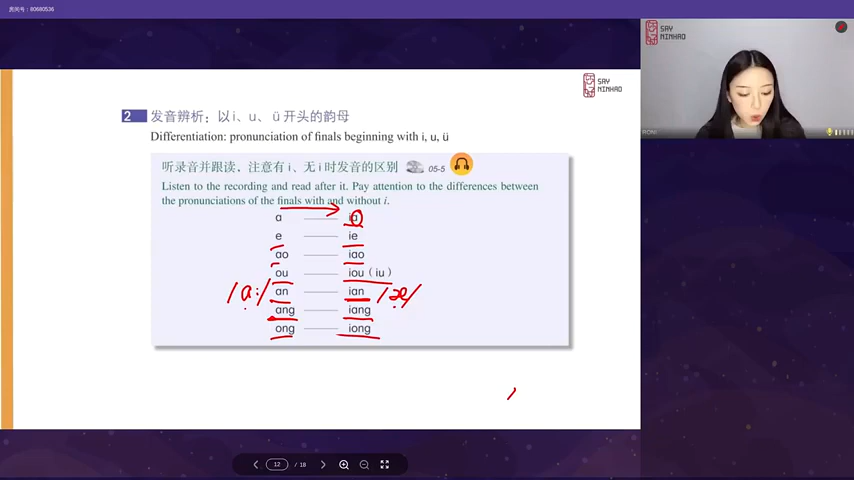 房间号: 80680536
SAY
NINHAO
SAY
NINHAO
RONI
2 发音辨析：以 i、u、ü 开头的韵母
Differentiation: pronunciation of finals beginning with i, u, ü
听录音并跟读，注意有 i、无 i 时发音的区别 05-5
Listen to the recording and read after it. Pay attention to the differences between
the pronunciations of the finals with and without i.
a —— ia
e —— ie
ao —— iao
ou —— iou（iu）
/a:/ an —— ian /æ/
ang —— iang
ong —— iong
12 / 18